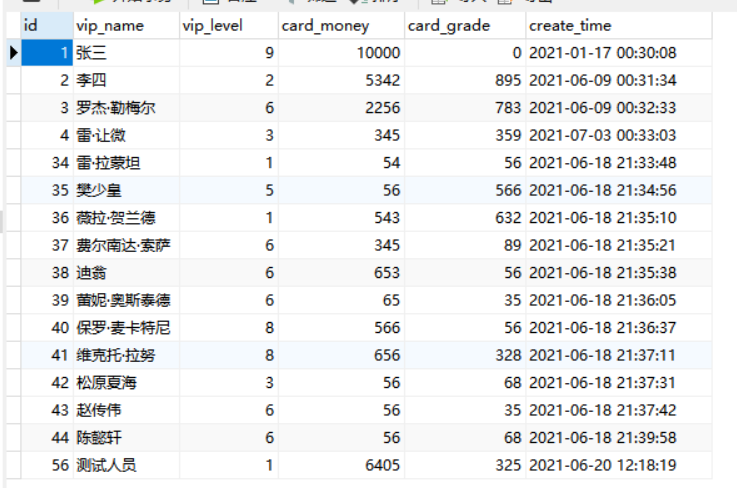 id vip_name vip_level card_money card_grade create_time
1 张三 9 10000 0 2021-01-17 00:30:08
2 李四 2 5342 895 2021-06-09 00:31:34
3 罗杰·勒梅尔 6 2256 783 2021-06-09 00:32:33
4 雷·让微 3 345 359 2021-07-03 00:33:03
34 雷·拉蒙坦 1 54 56 2021-06-18 21:33:48
35 樊少皇 5 56 566 2021-06-18 21:34:56
36 薇拉·贺兰德 1 543 632 2021-06-18 21:35:10
37 费尔南达·索萨 6 345 89 2021-06-18 21:35:21
38 迪翁 6 653 56 2021-06-18 21:35:38
39 茜妮·奥斯泰德 6 65 35 2021-06-18 21:36:05
40 保罗·麦卡特尼 8 566 56 2021-06-18 21:36:37
41 维克托·拉努 8 656 328 2021-06-18 21:37:11
42 松原夏海 3 56 68 2021-06-18 21:37:31
43 赵传伟 6 56 35 2021-06-18 21:37:42
44 陈懿轩 6 56 68 2021-06-18 21:39:58
56 测试人员 1 6405 325 2021-06-20 12:18:19